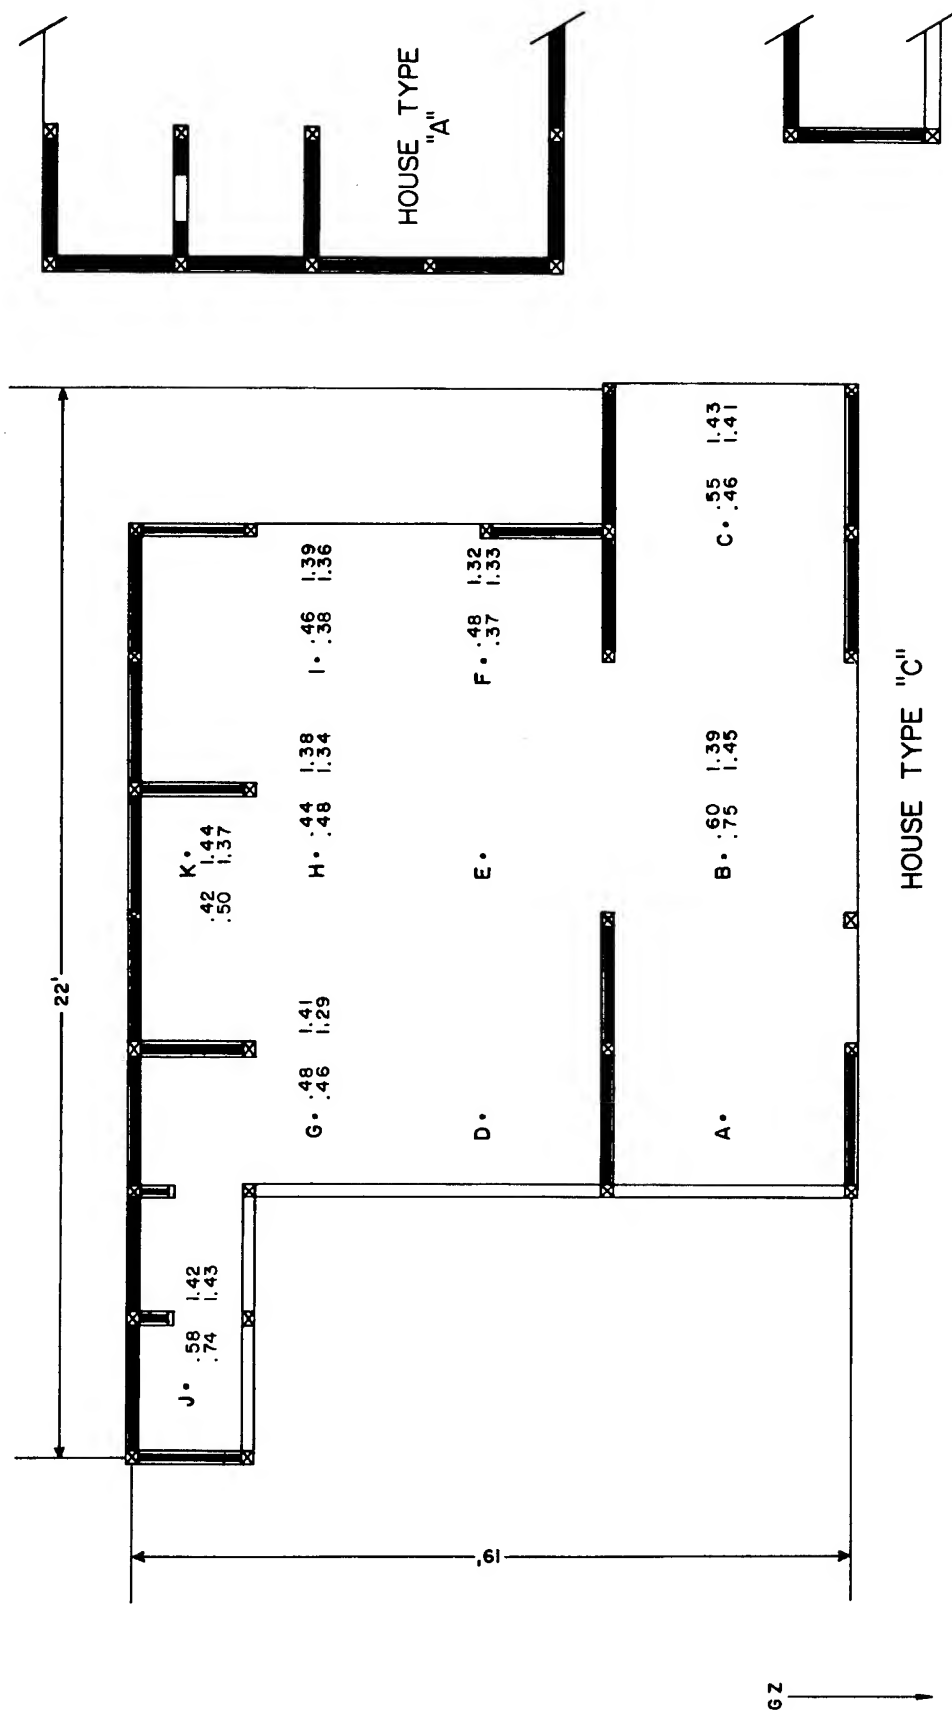 22'
19'
J .58 1.42
.74 1.43
K
.42 1.44
.50 1.37
G .48 1.41
.46 1.29
H .44 1.38
.48 1.34
I .46 1.39
.38 1.36
D
E
F .48 1.32
.37 1.33
A
B .60 1.39
.75 1.45
C .55 1.43
.46 1.41
HOUSE TYPE "C"
HOUSE TYPE
"A"
GZ